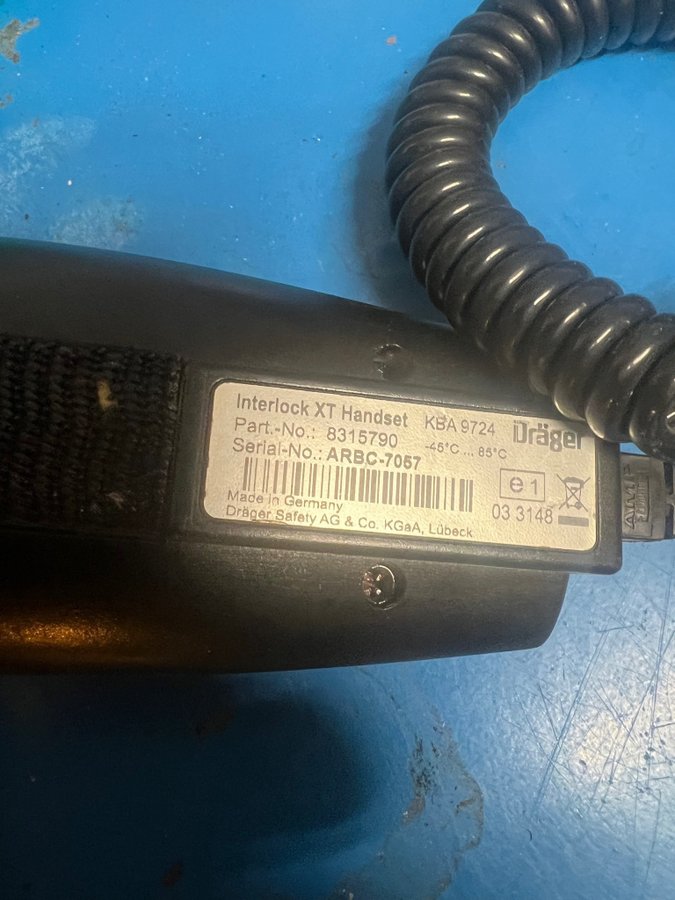 Interlock XT Handset KBA 9724 Dräger
Part.-No.: 8315790 -45°C ... 85°C
Serial-No.: ARBC-7057
e1
Made in Germany 03 3148
Dräger Safety AG & Co. KGaA, Lübeck
AMP